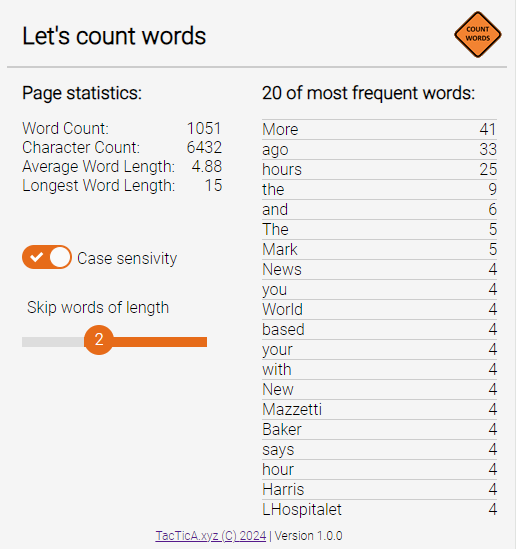 Let's count words
COUNT
WORDS
Page statistics:
Word Count: 1051
Character Count: 6432
Average Word Length: 4.88
Longest Word Length: 15
Case sensivity
Skip words of length
2
20 of most frequent words:
More 41
ago 33
hours 25
the 9
and 6
The 5
Mark 5
News 4
you 4
World 4
based 4
your 4
with 4
New 4
Mazzetti 4
Baker 4
says 4
hour 4
Harris 4
LHospitalet 4
TacTicA.xyz (C) 2024 | Version 1.0.0